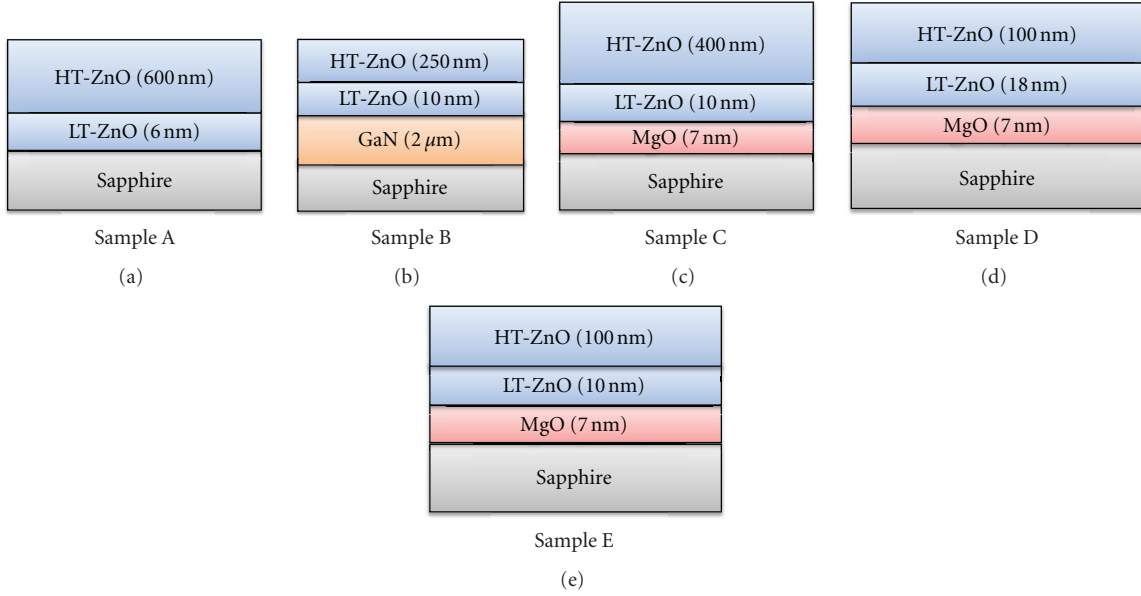 HT-ZnO (600 nm)
LT-ZnO (6 nm)
Sapphire
Sample A
(a)
HT-ZnO (250 nm)
LT-ZnO (10 nm)
GaN (2 μm)
Sapphire
Sample B
(b)
HT-ZnO (400 nm)
LT-ZnO (10 nm)
MgO (7 nm)
Sapphire
Sample C
(c)
HT-ZnO (100 nm)
LT-ZnO (18 nm)
MgO (7 nm)
Sapphire
Sample D
(d)
HT-ZnO (100 nm)
LT-ZnO (10 nm)
MgO (7 nm)
Sapphire
Sample E
(e)